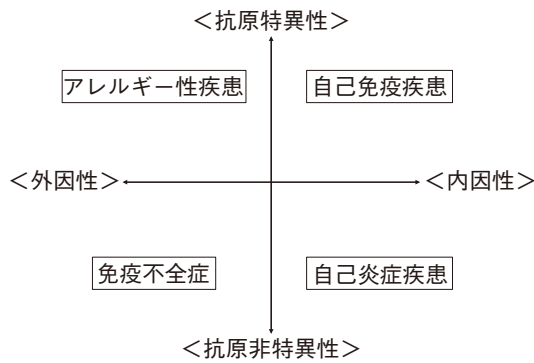 ＜抗原特異性＞
アレルギー性疾患
自己免疫疾患
＜外因性＞
＜内因性＞
免疫不全症
自己炎症疾患
＜抗原非特異性＞